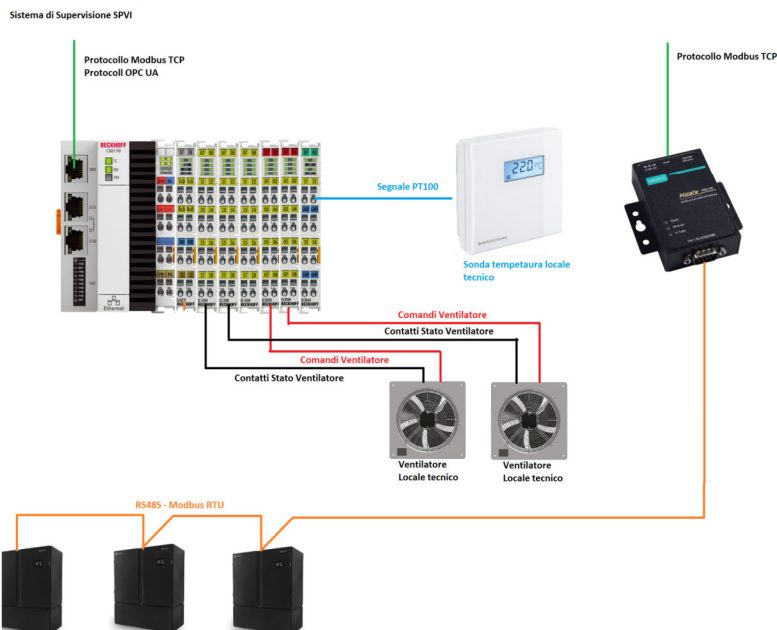 Sistema di Supervisione SPVI
Protocollo Modbus TCP
Protocoll OPC UA
Protocollo Modbus TCP
BECKHOFF
Segnale PT100
22.0
MGate
Sonda tempetaura locale
tecnico
Ethernet
Comandi Ventilatore
Contatti Stato Ventilatore
Comandi Ventilatore
Contatti Stato Ventilatore
Ventilatore
Locale tecnico
Ventilatore
Locale tecnico
RS485 - Modbus RTU